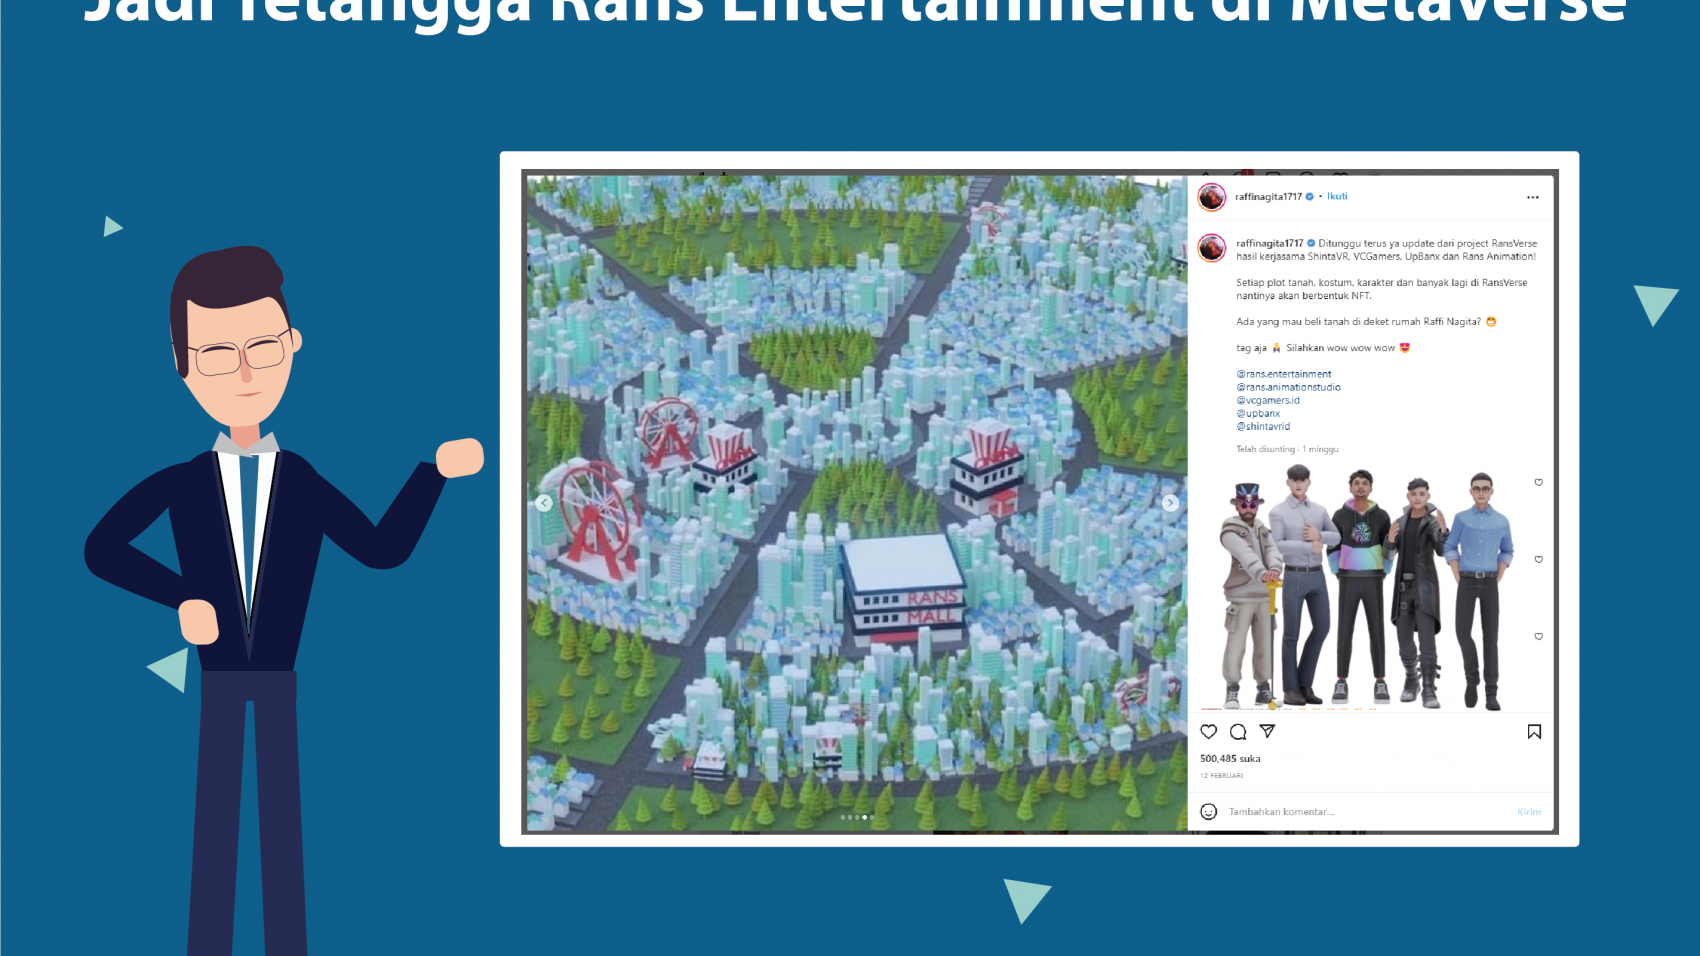 Jadi Tetangga Rans Entertainment di Metaverse
raffinagita1717 • Ikuti
raffinagita1717 Ditunggu terus ya update dari project RansVerse
hasil kerjasama ShintaVR, VCGamers, UpBanx dan Rans Animation!
Setiap plot tanah, kostum, karakter dan banyak lagi di RansVerse
nantinya akan berbentuk NFT.
Ada yang mau beli tanah di deket rumah Raffi Nagita? 😁
tag aja 🙏 Silahkan wow wow wow 😍
@rans.entertainment
@rans.animationstudio
@vcgamers.id
@upbanx
@shintavrid
Telah disunting · 1 minggu
RANS
MALL
500,485 suka
12 FEBRUARI
Tambahkan komentar...
Kirim